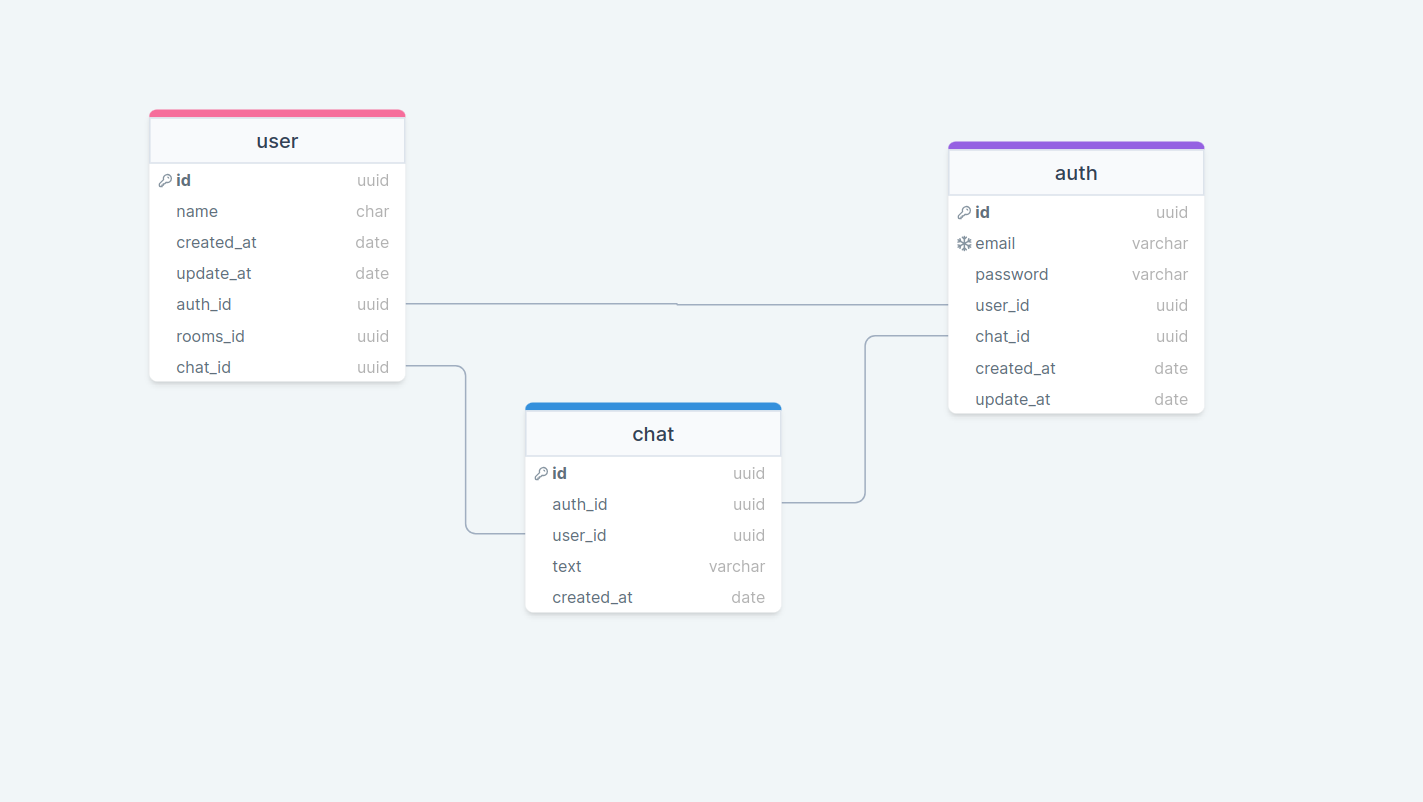 user
id uuid
name char
created_at date
update_at date
auth_id uuid
rooms_id uuid
chat_id uuid
auth
id uuid
email varchar
password varchar
user_id uuid
chat_id uuid
created_at date
update_at date
chat
id uuid
auth_id uuid
user_id uuid
text varchar
created_at date